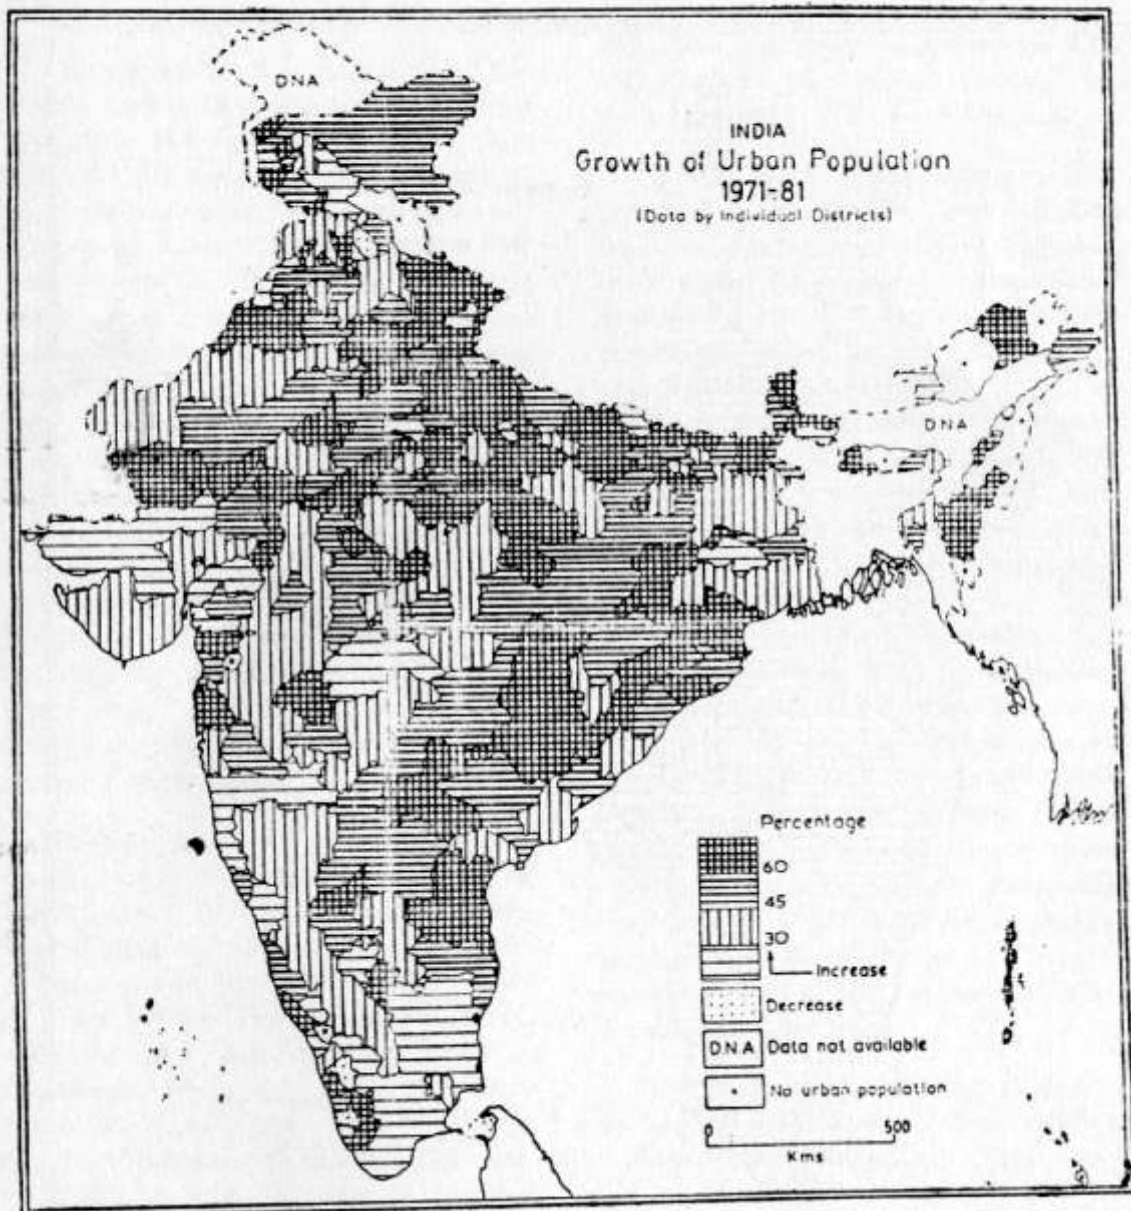 DNA
INDIA
Growth of Urban Population
1971-81
(Data by Individual Districts)
DNA
Percentage
60
45
30
Increase
Decrease
D.N.A Data not available
No urban population
0 500
Kms